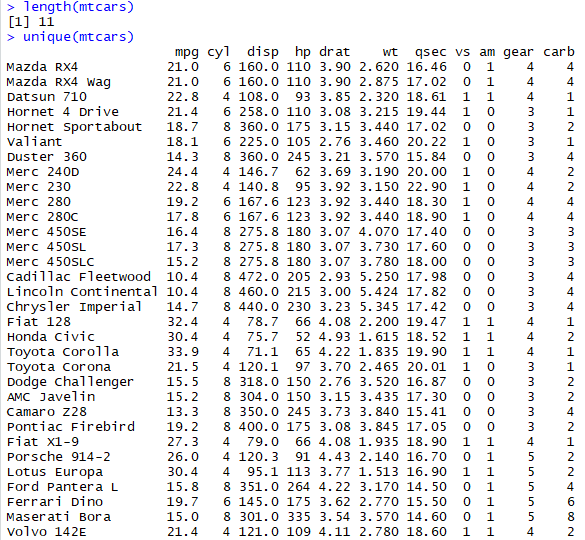 > length(mtcars)
[1] 11
> unique(mtcars)
mpg cyl disp hp drat wt qsec vs am gear carb
Mazda RX4 21.0 6 160.0 110 3.90 2.620 16.46 0 1 4 4
Mazda RX4 Wag 21.0 6 160.0 110 3.90 2.875 17.02 0 1 4 4
Datsun 710 22.8 4 108.0 93 3.85 2.320 18.61 1 1 4 1
Hornet 4 Drive 21.4 6 258.0 110 3.08 3.215 19.44 1 0 3 1
Hornet Sportabout 18.7 8 360.0 175 3.15 3.440 17.02 0 0 3 2
Valiant 18.1 6 225.0 105 2.76 3.460 20.22 1 0 3 1
Duster 360 14.3 8 360.0 245 3.21 3.570 15.84 0 0 3 4
Merc 240D 24.4 4 146.7 62 3.69 3.190 20.00 1 0 4 2
Merc 230 22.8 4 140.8 95 3.92 3.150 22.90 1 0 4 2
Merc 280 19.2 6 167.6 123 3.92 3.440 18.30 1 0 4 4
Merc 280C 17.8 6 167.6 123 3.92 3.440 18.90 1 0 4 4
Merc 450SE 16.4 8 275.8 180 3.07 4.070 17.40 0 0 3 3
Merc 450SL 17.3 8 275.8 180 3.07 3.730 17.60 0 0 3 3
Merc 450SLC 15.2 8 275.8 180 3.07 3.780 18.00 0 0 3 3
Cadillac Fleetwood 10.4 8 472.0 205 2.93 5.250 17.98 0 0 3 4
Lincoln Continental 10.4 8 460.0 215 3.00 5.424 17.82 0 0 3 4
Chrysler Imperial 14.7 8 440.0 230 3.23 5.345 17.42 0 0 3 4
Fiat 128 32.4 4 78.7 66 4.08 2.200 19.47 1 1 4 1
Honda Civic 30.4 4 75.7 52 4.93 1.615 18.52 1 1 4 2
Toyota Corolla 33.9 4 71.1 65 4.22 1.835 19.90 1 1 4 1
Toyota Corona 21.5 4 120.1 97 3.70 2.465 20.01 1 0 3 1
Dodge Challenger 15.5 8 318.0 150 2.76 3.520 16.87 0 0 3 2
AMC Javelin 15.2 8 304.0 150 3.15 3.435 17.30 0 0 3 2
Camaro Z28 13.3 8 350.0 245 3.73 3.840 15.41 0 0 3 4
Pontiac Firebird 19.2 8 400.0 175 3.08 3.845 17.05 0 0 3 2
Fiat X1-9 27.3 4 79.0 66 4.08 1.935 18.90 1 1 4 1
Porsche 914-2 26.0 4 120.3 91 4.43 2.140 16.70 0 1 5 2
Lotus Europa 30.4 4 95.1 113 3.77 1.513 16.90 1 1 5 2
Ford Pantera L 15.8 8 351.0 264 4.22 3.170 14.50 0 1 5 4
Ferrari Dino 19.7 6 145.0 175 3.62 2.770 15.50 0 1 5 6
Maserati Bora 15.0 8 301.0 335 3.54 3.570 14.60 0 1 5 8
Volvo 142E 21.4 4 121.0 109 4.11 2.780 18.60 1 1 4 2